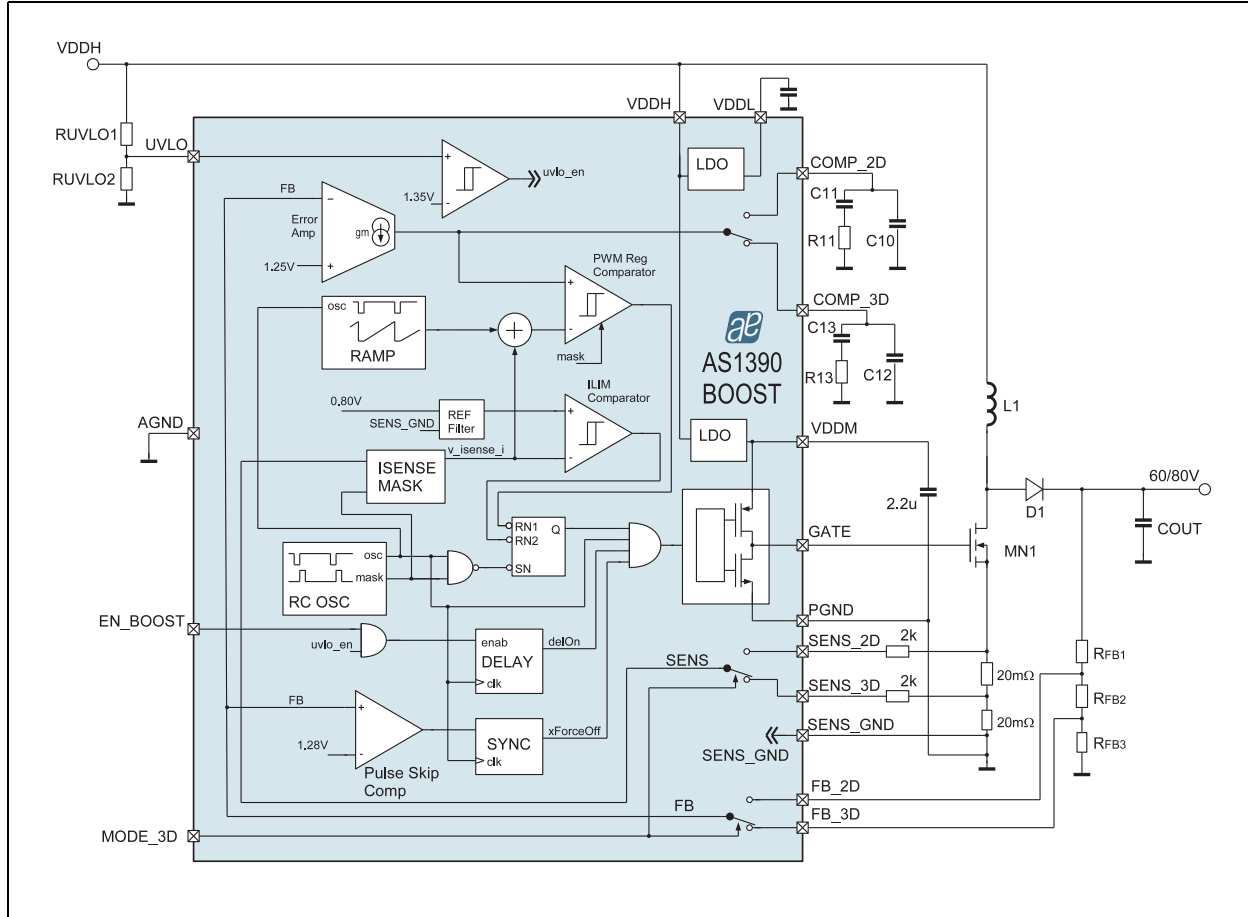 VDDH
VDDH
VDDL
RUVLO1
UVLO
RUVLO2
LDO
COMP_2D
uvlo_en
1.35V
+
-
FB
Error
Amp
gm
−
+
1.25V
C11
R11
C10
PWM Reg
Comparator
osc
RAMP
+
+
-
mask
COMP_3D
C13
R13
C12
ae
AS1390
BOOST
0.80V
SENS_GND
REF
Filter
ILIM
Comparator
+
-
v_isense_i
AGND
ISENSE
MASK
LDO
VDDM
L1
2.2u
60/80V
D1
COUT
RN1
RN2
Q
SN
GATE
MN1
osc
mask
RC OSC
EN_BOOST
uvlo_en
enab
DELAY
clk
delOn
PGND
SENS_2D
2k
SENS
SENS_3D
2k
20mΩ
20mΩ
RFB1
RFB2
RFB3
FB
+
1.28V
-
Pulse Skip
Comp
SYNC
clk
xForceOff
SENS_GND
SENS_GND
FB_2D
FB
FB_3D
MODE_3D